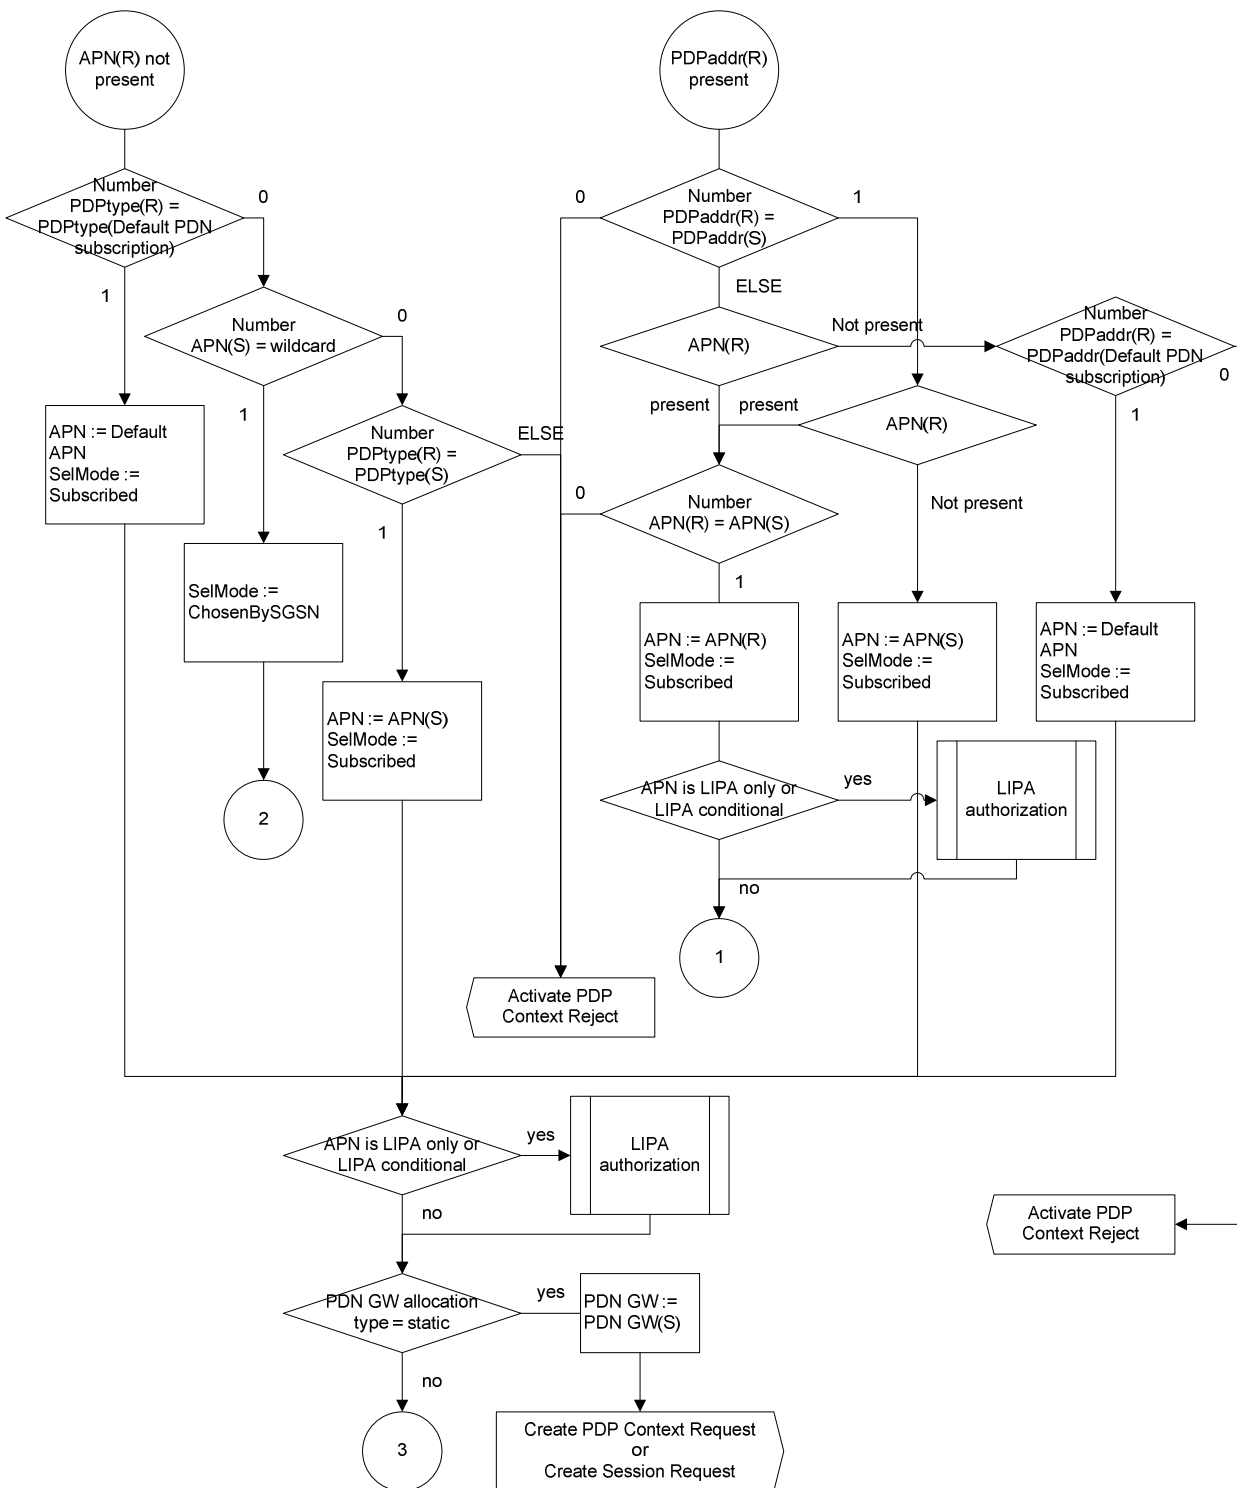 APN(R) not
present
PDPaddr(R)
present
Number
PDPtype(R) =
PDPtype(Default PDN
subscription)
0
1
Number
APN(S) = wildcard
0
1
Number
PDPtype(R) =
PDPtype(S)
ELSE
1
APN := Default
APN
SelMode :=
Subscribed
SelMode :=
ChosenBySGSN
2
APN := APN(S)
SelMode :=
Subscribed
0
Number
PDPaddr(R) =
PDPaddr(S)
1
ELSE
APN(R)
Not present
Number
PDPaddr(R) =
PDPaddr(Default PDN
subscription)
0
1
present
present
APN(R)
Not present
0
Number
APN(R) = APN(S)
1
APN := APN(R)
SelMode :=
Subscribed
APN := APN(S)
SelMode :=
Subscribed
APN := Default
APN
SelMode :=
Subscribed
APN is LIPA only or
LIPA conditional
yes
LIPA
authorization
no
1
Activate PDP
Context Reject
APN is LIPA only or
LIPA conditional
yes
LIPA
authorization
no
Activate PDP
Context Reject
PDN GW allocation
type = static
yes
PDN GW :=
PDN GW(S)
no
3
Create PDP Context Request
or
Create Session Request